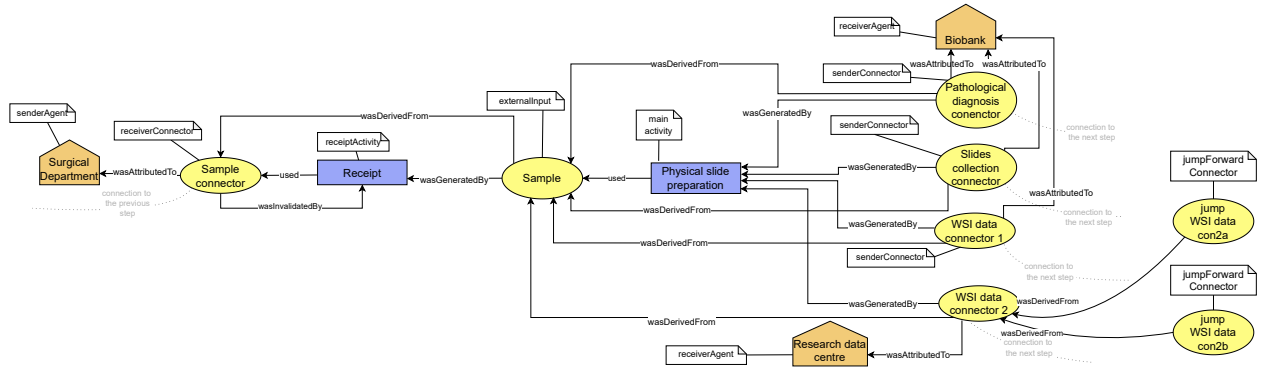 senderAgent
Surgical
Department
wasAttributedTo
connection to
the previous
step
receiverConnector
Sample
connector
wasDerivedFrom
used
wasInvalidatedBy
receiptActivity
Receipt
wasGeneratedBy
externalInput
Sample
used
main
activity
Physical slide
preparation
wasDerivedFrom
wasGeneratedBy
receiverAgent
Biobank
wasAttributedTo
wasAttributedTo
senderConnector
Pathological
diagnosis
conenctor
connection to
the next step
senderConnector
wasGeneratedBy
Slides
collection
connector
wasAttributedTo
connection to
the next step
wasDerivedFrom
wasGeneratedBy
WSI data
connector 1
wasDerivedFrom
senderConnector
connection to
the next step
wasGeneratedBy
WSI data
connector 2
wasDerivedFrom
wasDerivedFrom
wasDerivedFrom
connection to
the next step
receiverAgent
Research data
centre
wasAttributedTo
jumpForward
Connector
jump
WSI data
con2a
jumpForward
Connector
jump
WSI data
con2b